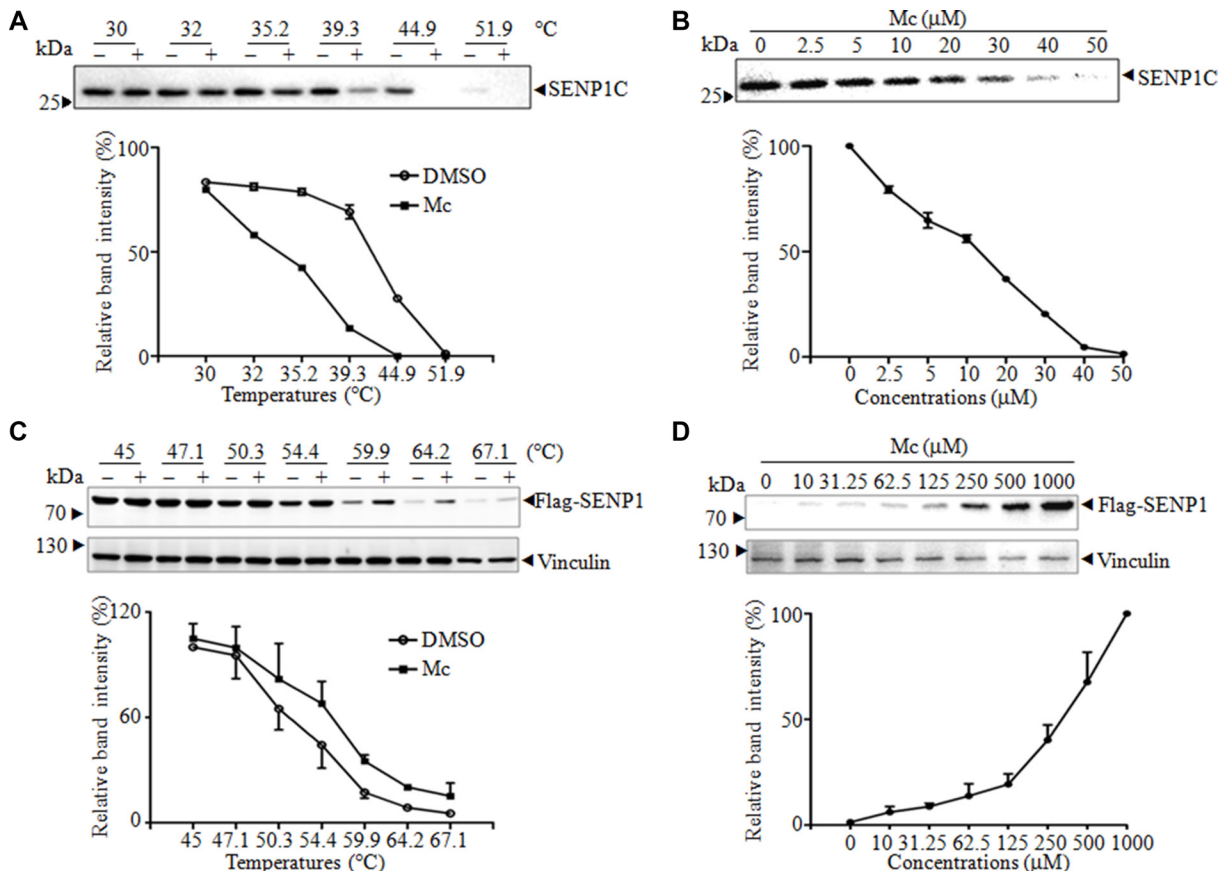 A
30 32 35.2 39.3 44.9 51.9 °C
kDa
– + – + – + – + – + – +
25
SENP1C
Relative band intensity (%)
100
50
0
DMSO
Mc
30 32 35.2 39.3 44.9 51.9
Temperatures (°C)
B
Mc (μM)
kDa 0 2.5 5 10 20 30 40 50
25
SENP1C
Relative band intensity (%)
100
50
0
0 2.5 5 10 20 30 40 50
Concentrations (μM)
C
45 47.1 50.3 54.4 59.9 64.2 67.1 (°C)
kDa
– + – + – + – + – + – + – +
70
Flag-SENP1
130
Vinculin
Relative band intensity (%)
120
60
0
DMSO
Mc
45 47.1 50.3 54.4 59.9 64.2 67.1
Temperatures (°C)
D
Mc (μM)
kDa 0 10 31.25 62.5 125 250 500 1000
70
Flag-SENP1
130
Vinculin
Relative band intensity (%)
100
50
0
0 10 31.25 62.5 125 250 500 1000
Concentrations (μM)